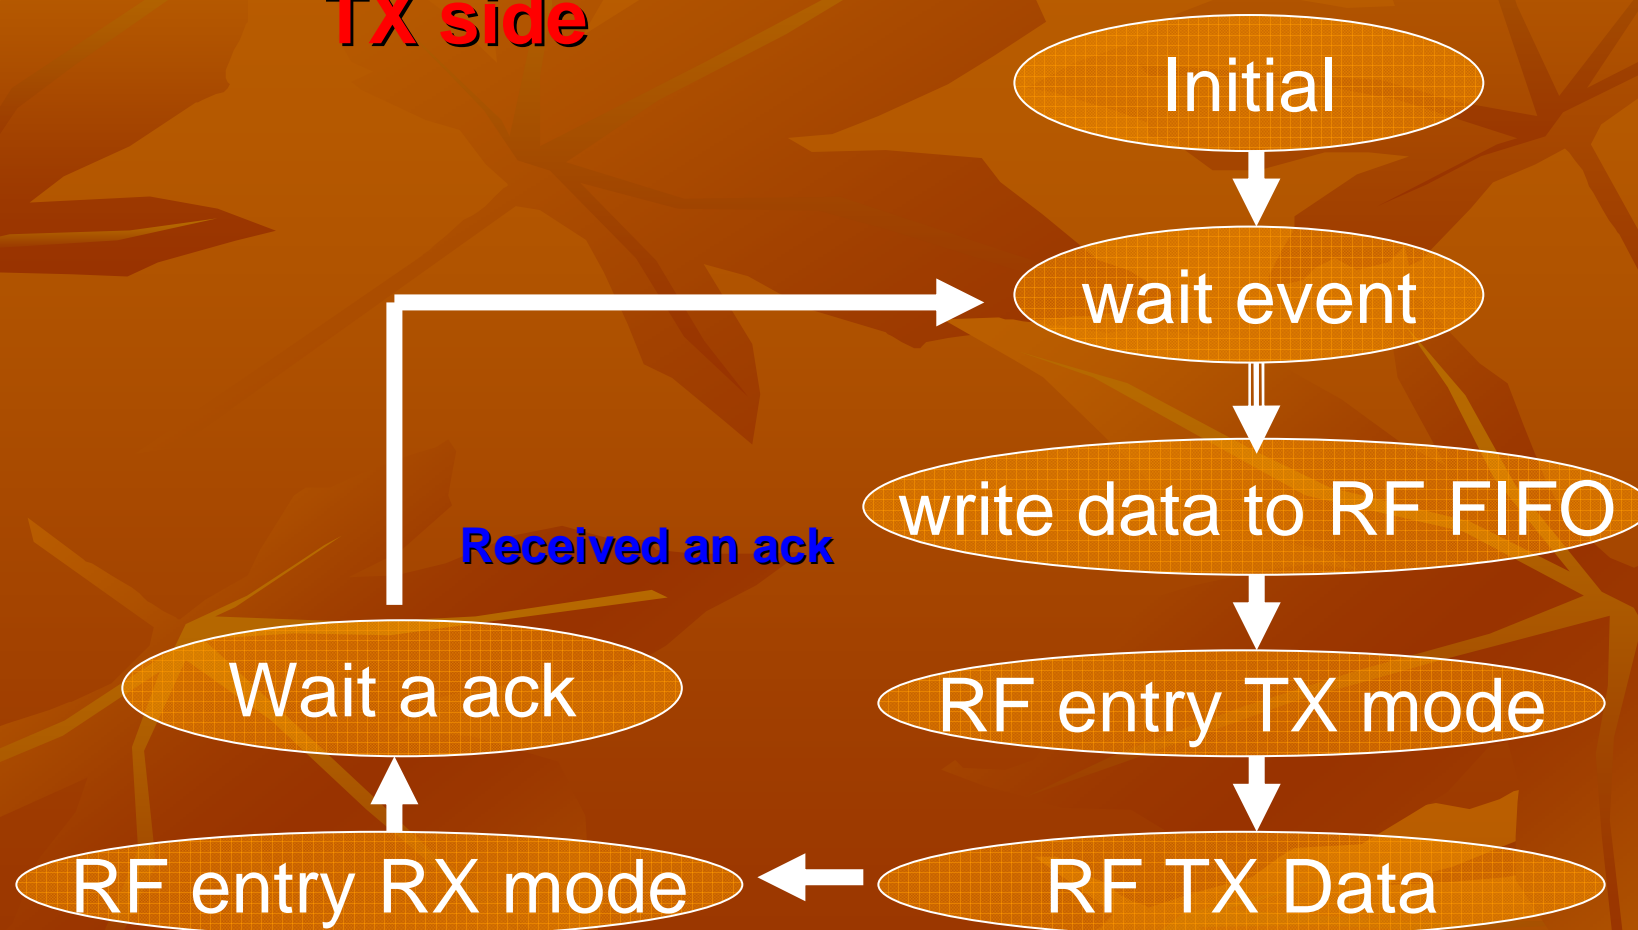 TX side
Initial
wait event
write data to RF FIFO
Received an ack
Wait a ack
RF entry TX mode
RF entry RX mode
RF TX Data